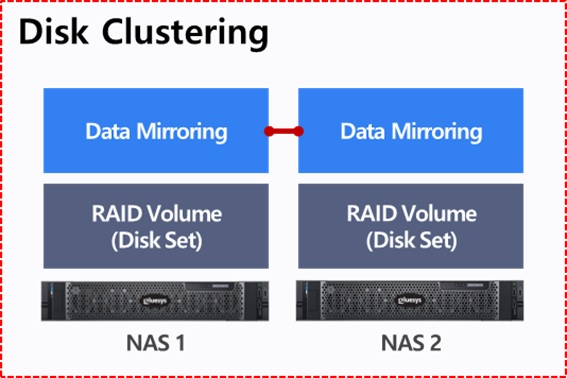 Disk Clustering
Data Mirroring
Data Mirroring
RAID Volume
(Disk Set)
RAID Volume
(Disk Set)
Gluesys
Gluesys
NAS 1
NAS 2